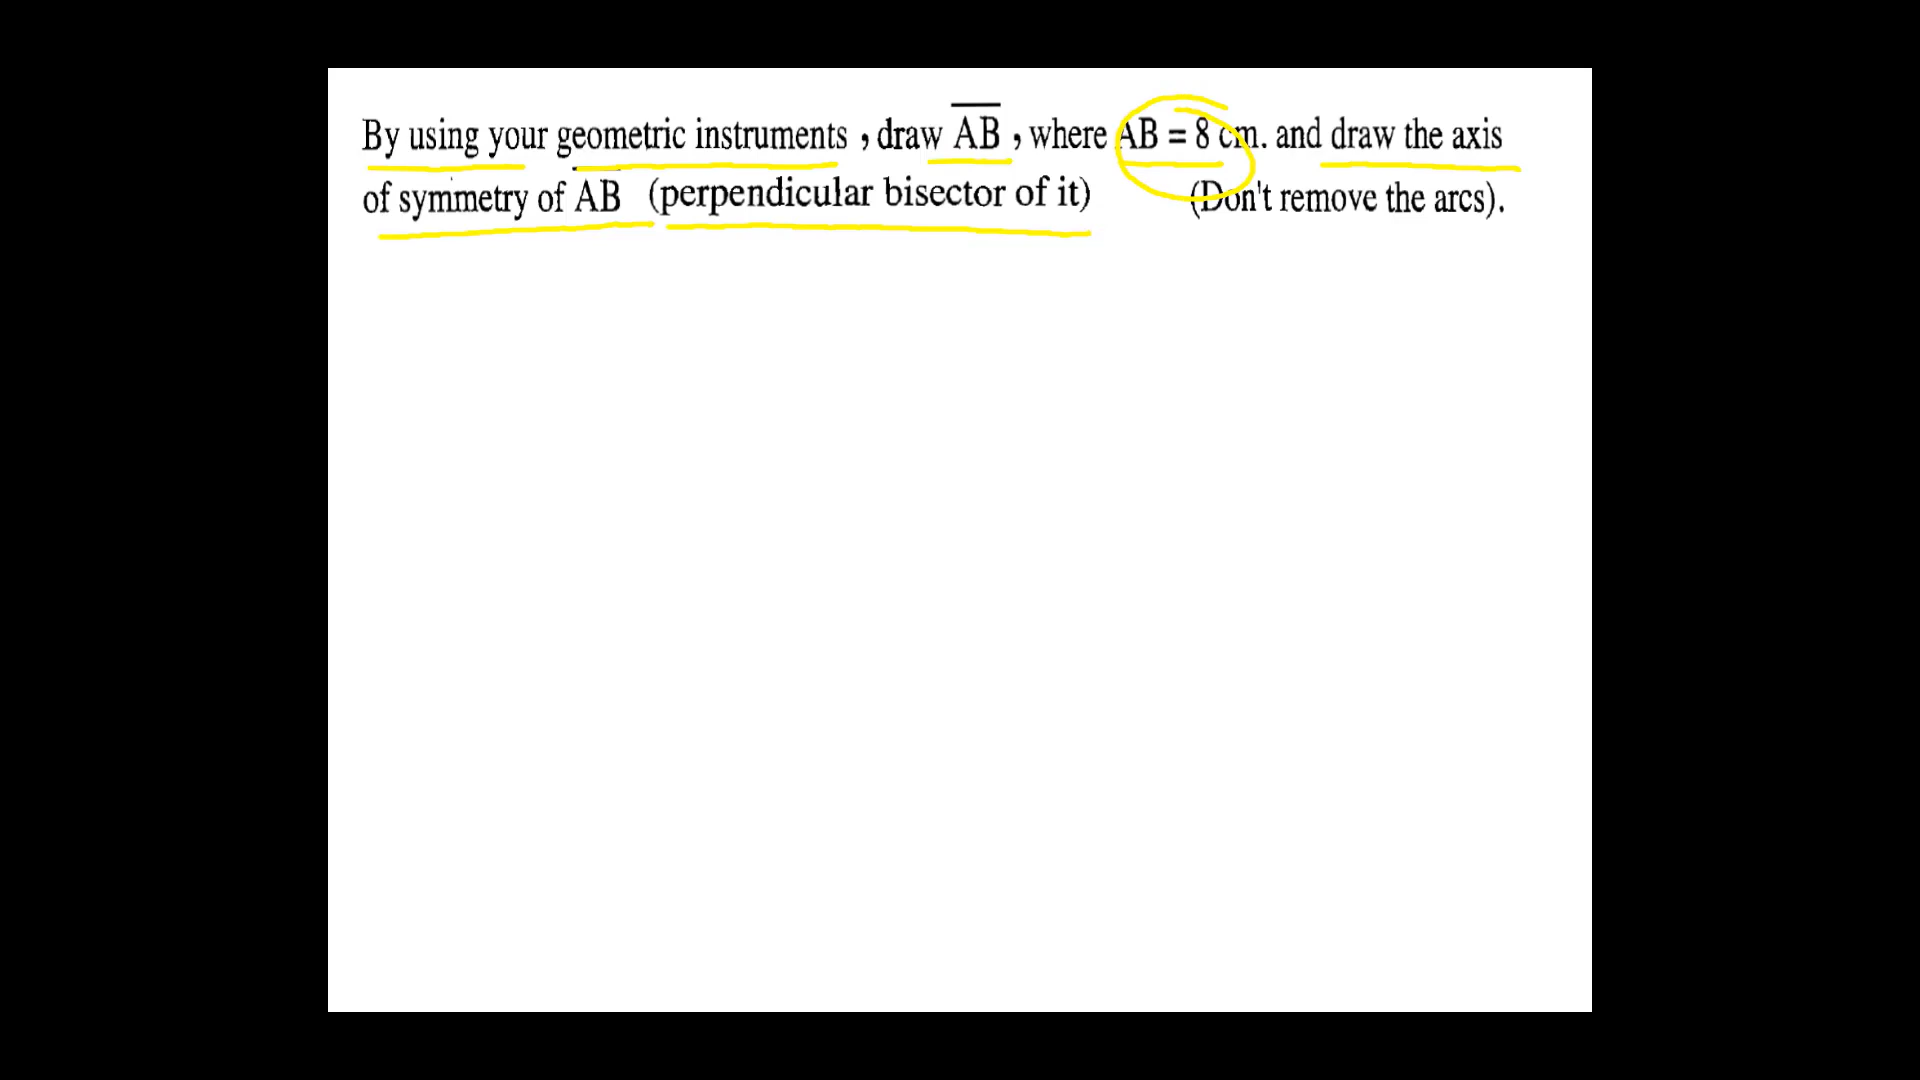 By using your geometric instruments , draw AB , where AB = 8 cm. and draw the axis
of symmetry of AB (perpendicular bisector of it) (Don't remove the arcs).